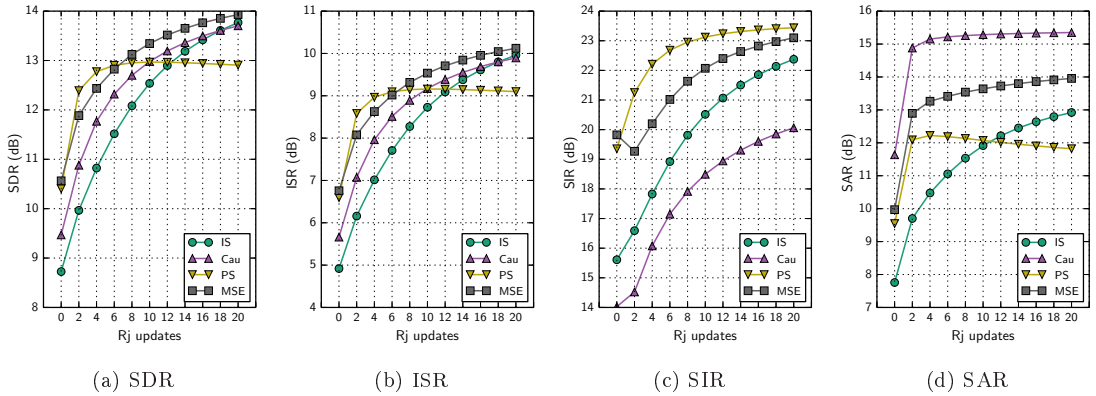 14
13
12
11
10
9
8
SDR (dB)
IS
Cau
PS
MSE
0 2 4 6 8 10 12 14 16 18 20
Rj updates
(a) SDR
11
10
9
8
7
6
5
4
ISR (dB)
IS
Cau
PS
MSE
0 2 4 6 8 10 12 14 16 18 20
Rj updates
(b) ISR
24
23
22
21
20
19
18
17
16
15
14
SIR (dB)
IS
Cau
PS
MSE
0 2 4 6 8 10 12 14 16 18 20
Rj updates
(c) SIR
16
15
14
13
12
11
10
9
8
7
SAR (dB)
IS
Cau
PS
MSE
0 2 4 6 8 10 12 14 16 18 20
Rj updates
(d) SAR